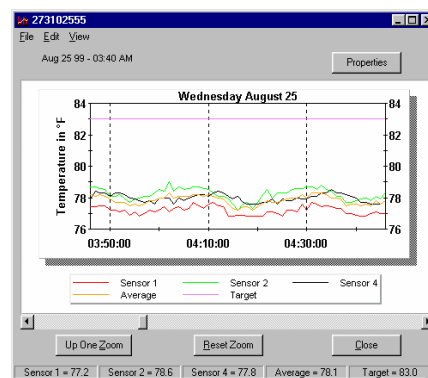 273102555
File Edit View
Aug 25 99 - 03:40 AM
Properties
Wednesday August 25
84 84
82 82
80 80
78 78
76 76
Temperature in °F
03:50:00 04:10:00 04:30:00
Sensor 1 Sensor 2 Sensor 4
Average Target
Up One Zoom Reset Zoom Close
Sensor 1 = 77.2 Sensor 2 = 78.6 Sensor 4 = 77.8 Average = 78.1 Target = 83.0